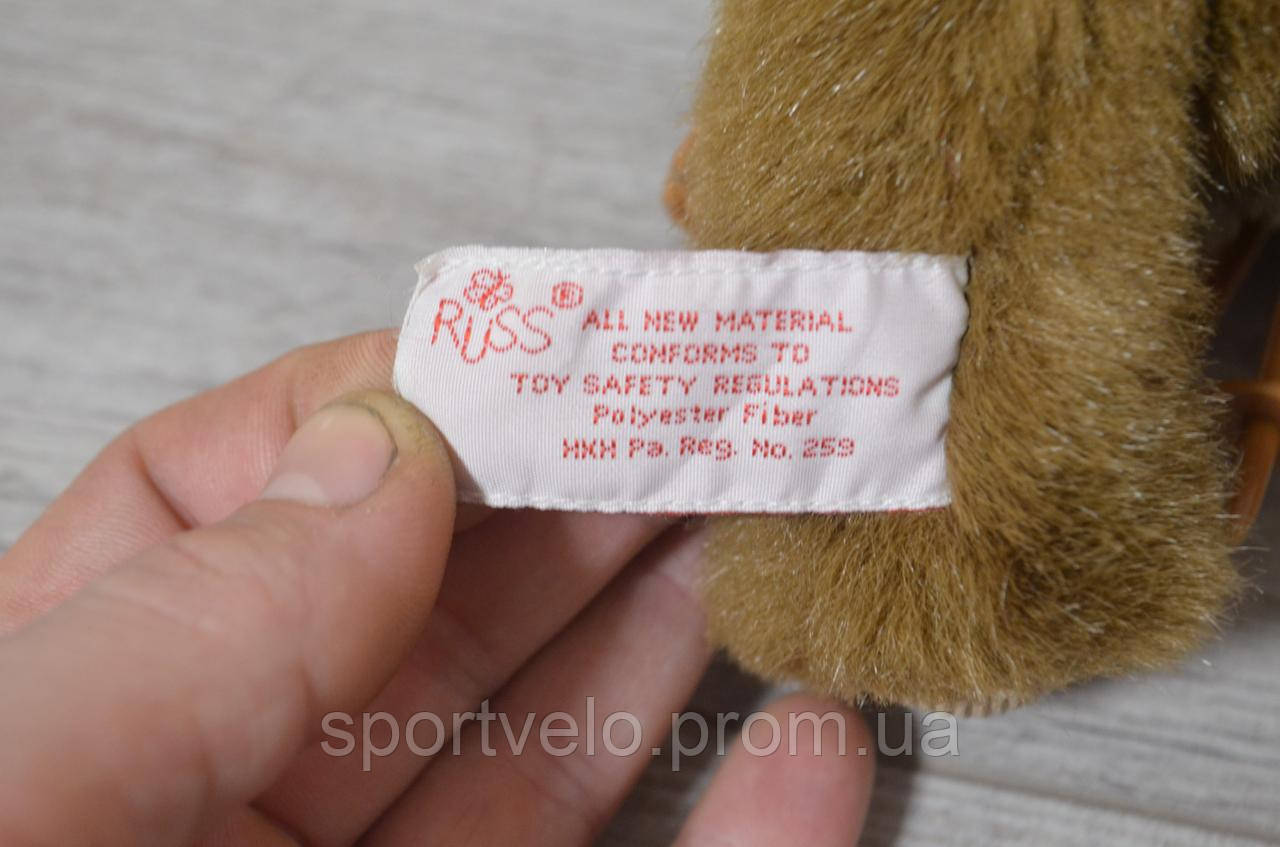 RUSS®
ALL NEW MATERIAL
CONFORMS TO
TOY SAFETY REGULATIONS
Polyester Fiber
HKH Pa. Reg. No. 259
sportvelo.prom.ua